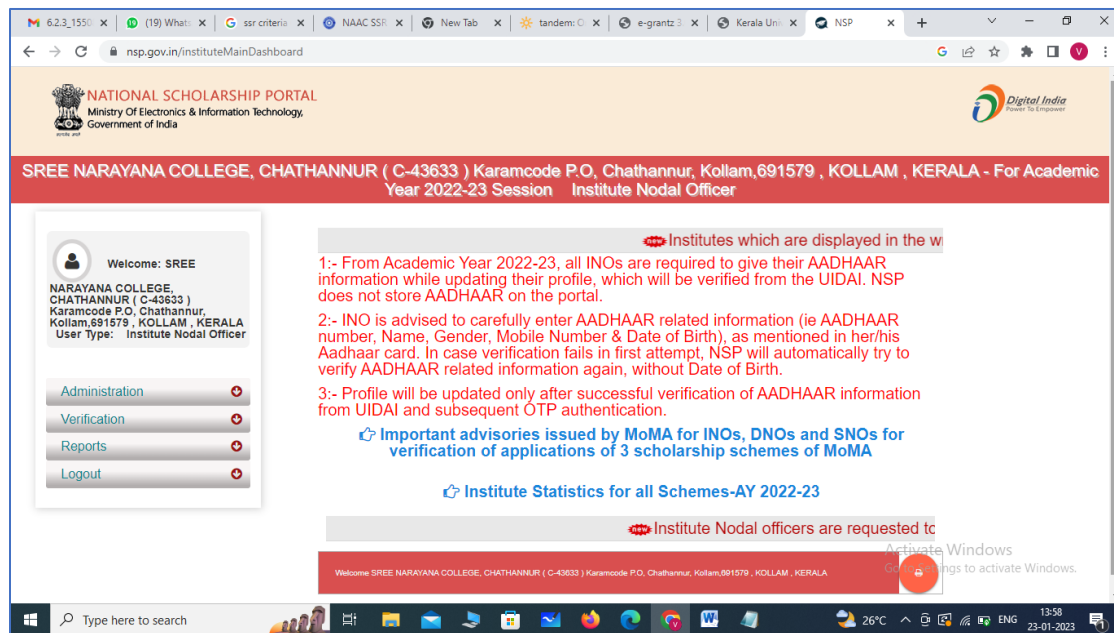 6.2.3_1550
(19) Whats
ssr criteria
NAAC SSR
New Tab
tandem: O
e-grantz 3
Kerala Uni
NSP
nsp.gov.in/instituteMainDashboard
V
NATIONAL SCHOLARSHIP PORTAL
Ministry Of Electronics & Information Technology,
Government of India
Digital India
Power To Empower
SREE NARAYANA COLLEGE, CHATHANNUR ( C-43633 ) Karamcode P.O, Chathannur, Kollam,691579 , KOLLAM , KERALA - For Academic
Year 2022-23 Session Institute Nodal Officer
Welcome: SREE
NARAYANA COLLEGE,
CHATHANNUR ( C-43633 )
Karamcode P.O, Chathannur,
Kollam,691579 , KOLLAM , KERALA
User Type: Institute Nodal Officer
Administration
Verification
Reports
Logout
new Institutes which are displayed in the wr
1:- From Academic Year 2022-23, all INOs are required to give their AADHAAR
information while updating their profile, which will be verified from the UIDAI. NSP
does not store AADHAAR on the portal.
2:- INO is advised to carefully enter AADHAAR related information (ie AADHAAR
number, Name, Gender, Mobile Number & Date of Birth), as mentioned in her/his
Aadhaar card. In case verification fails in first attempt, NSP will automatically try to
verify AADHAAR related information again, without Date of Birth.
3:- Profile will be updated only after successful verification of AADHAAR information
from UIDAI and subsequent OTP authentication.
Important advisories issued by MoMA for INOs, DNOs and SNOs for
verification of applications of 3 scholarship schemes of MoMA
Institute Statistics for all Schemes-AY 2022-23
new Institute Nodal officers are requested to
Welcome SREE NARAYANA COLLEGE, CHATHANNUR ( C-43633 ) Karamcode P.O, Chathannur, Kollam,691579 , KOLLAM , KERALA
Activate Windows
Go to Settings to activate Windows.
Type here to search
26°C
ENG
13:58
23-01-2023